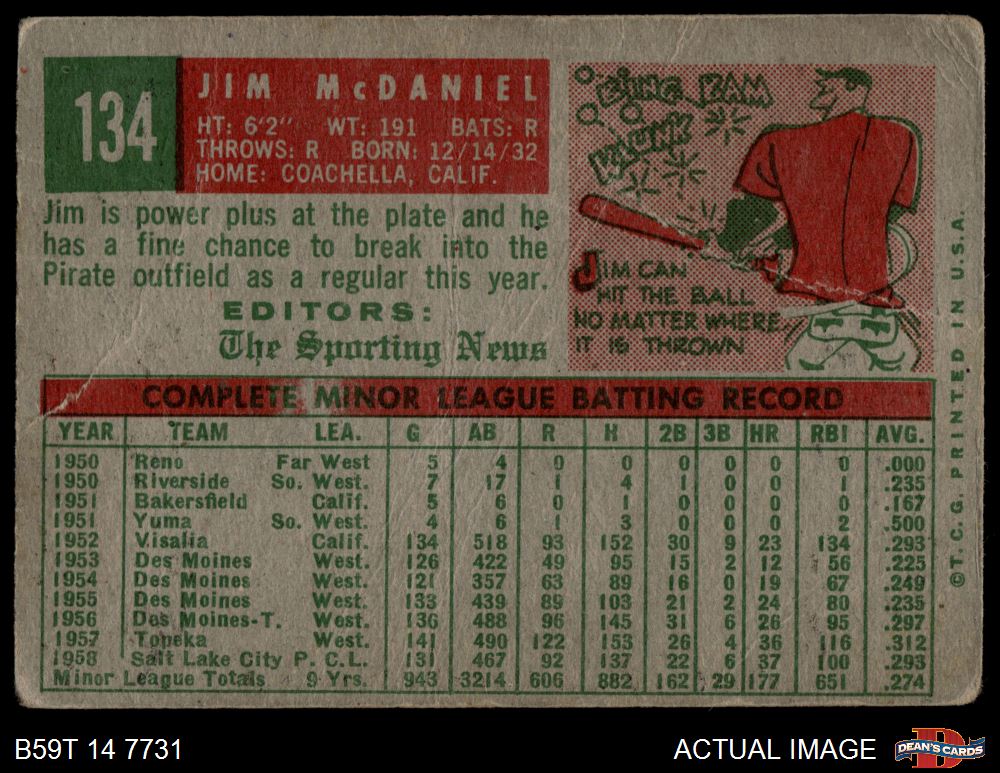 134
JIM McDANIEL
HT: 6'2" WT: 191 BATS: R
THROWS: R BORN: 12/14/32
HOME: COACHELLA, CALIF.
Jim is power plus at the plate and he
has a fine chance to break into the
Pirate outfield as a regular this year.
EDITORS:
The Sporting News
BING BAM
KLUNK
JIM CAN
HIT THE BALL
NO MATTER WHERE
IT IS THROWN
COMPLETE MINOR LEAGUE BATTING RECORD
YEAR TEAM LEA. G AB R H 2B 3B HR RBI AVG.
1950 Reno Far West 5 4 0 0 0 0 0 0 .000
1950 Riverside So. West. 7 17 1 4 1 0 0 1 .235
1951 Bakersfield Calif. 5 6 0 1 0 0 0 0 .167
1951 Yuma So. West. 4 6 1 3 0 0 0 2 .500
1952 Visalia Calif. 134 518 93 152 30 9 23 134 .293
1953 Des Moines West. 126 422 49 95 15 2 12 56 .225
1954 Des Moines West. 121 357 63 89 16 0 19 67 .249
1955 Des Moines West. 133 439 89 103 21 2 24 80 .235
1956 Des Moines-T. West. 136 488 96 145 31 6 26 95 .297
1957 Topeka West. 141 490 122 153 26 4 36 116 .312
1958 Salt Lake City P. C. L. 131 467 92 137 22 6 37 100 .293
Minor League Totals 9 Yrs. 943 3214 606 882 162 29 177 651 .274
©T.C.G. PRINTED IN U.S.A.
B59T 14 7731
ACTUAL IMAGE
DEAN'S CARDS